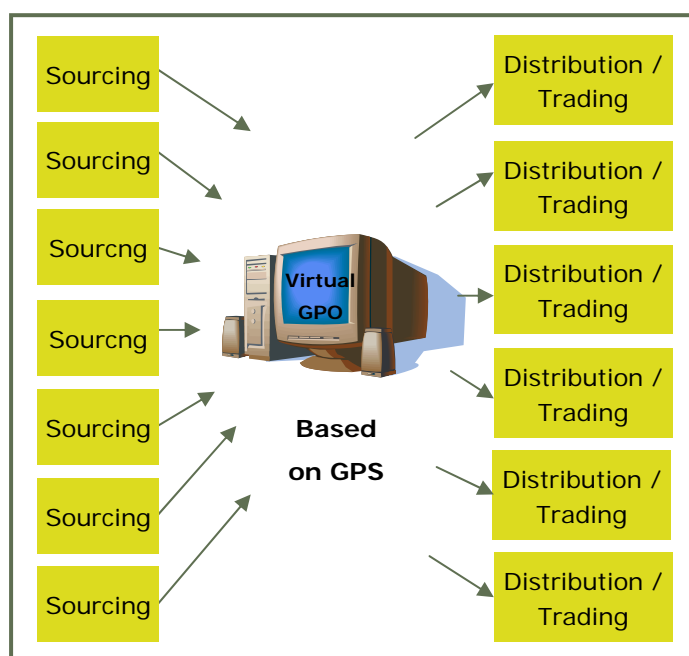 Sourcing
Sourcing
Sourcng
Sourcng
Sourcing
Sourcing
Sourcing
Virtual
GPO
Based
on GPS
Distribution /
Trading
Distribution /
Trading
Distribution /
Trading
Distribution /
Trading
Distribution /
Trading
Distribution /
Trading